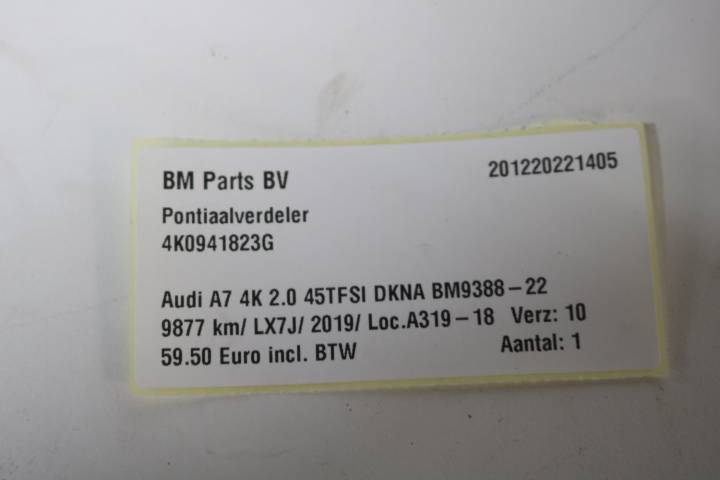 BM Parts BV 201220221405
Pontiaalverdeler
4K0941823G
Audi A7 4K 2.0 45TFSI DKNA BM9388-22
9877 km/ LX7J/ 2019/ Loc.A319-18 Verz: 10
59.50 Euro incl. BTW Aantal: 1